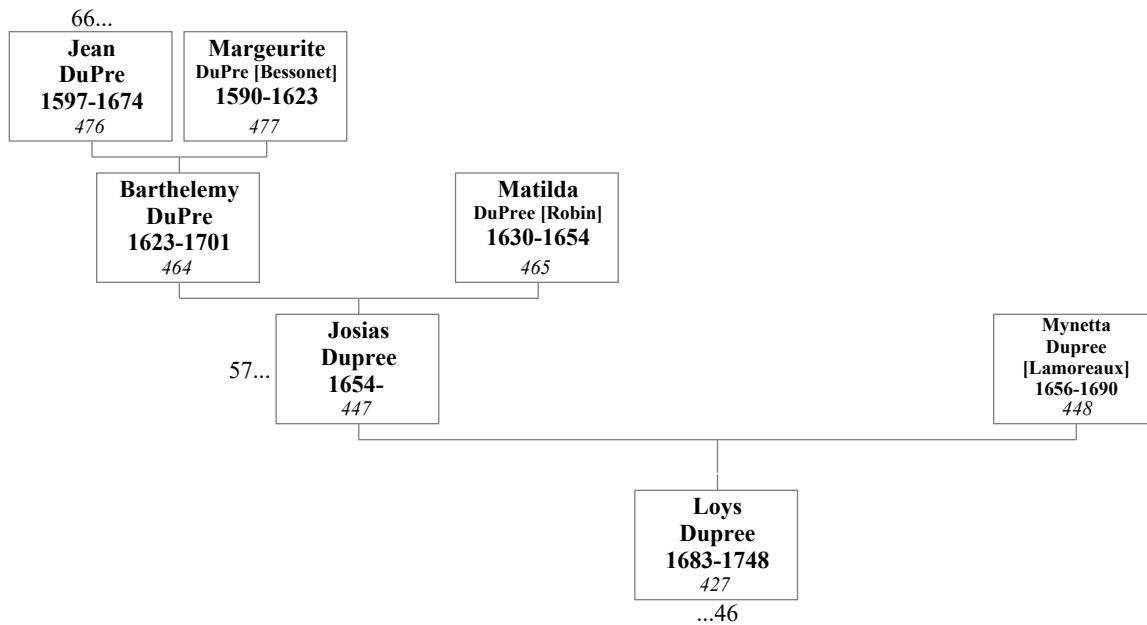 66...
Jean
DuPre
1597-1674
476
Margeurite
DuPre [Bessonet]
1590-1623
477
Barthelemy
DuPre
1623-1701
464
Matilda
DuPree [Robin]
1630-1654
465
57...
Josias
Dupree
1654-
447
Mynetta
Dupree
[Lamoreaux]
1656-1690
448
Loys
Dupree
1683-1748
427
...46